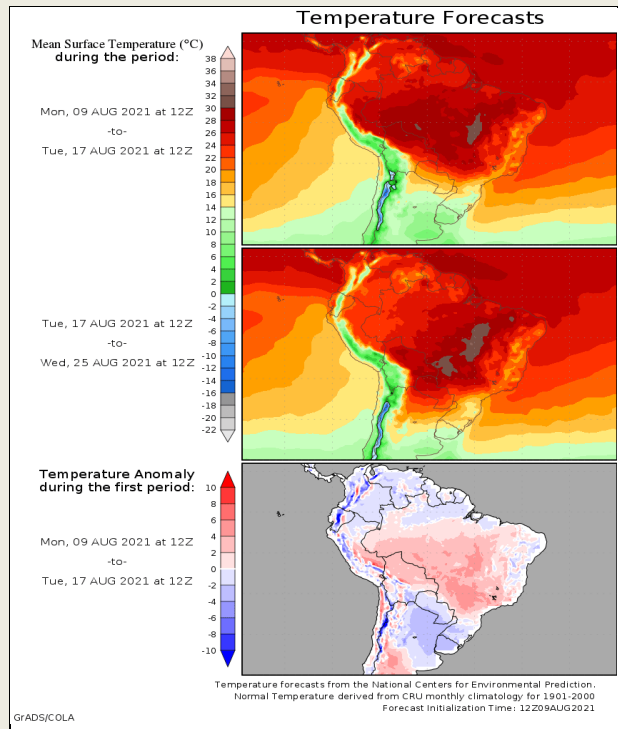 Temperature Forecasts
Mean Surface Temperature (°C)
during the period:
38
36
34
32
30
28
26
24
22
20
18
16
14
12
10
8
6
4
2
0
-2
-4
-6
-8
-10
-12
-14
-16
-18
-20
-22
Mon, 09 AUG 2021 at 12Z
-to-
Tue, 17 AUG 2021 at 12Z
Tue, 17 AUG 2021 at 12Z
-to-
Wed, 25 AUG 2021 at 12Z
Temperature Anomaly
during the first period:
10
8
6
4
2
0
-2
-4
-6
-8
-10
Mon, 09 AUG 2021 at 12Z
-to-
Tue, 17 AUG 2021 at 12Z
Temperature forecasts from the National Centers for Environmental Prediction.
Normal Temperature derived from CRU monthly climatology for 1901-2000
Forecast Initialization Time: 12Z09AUG2021
GrADS/COLA